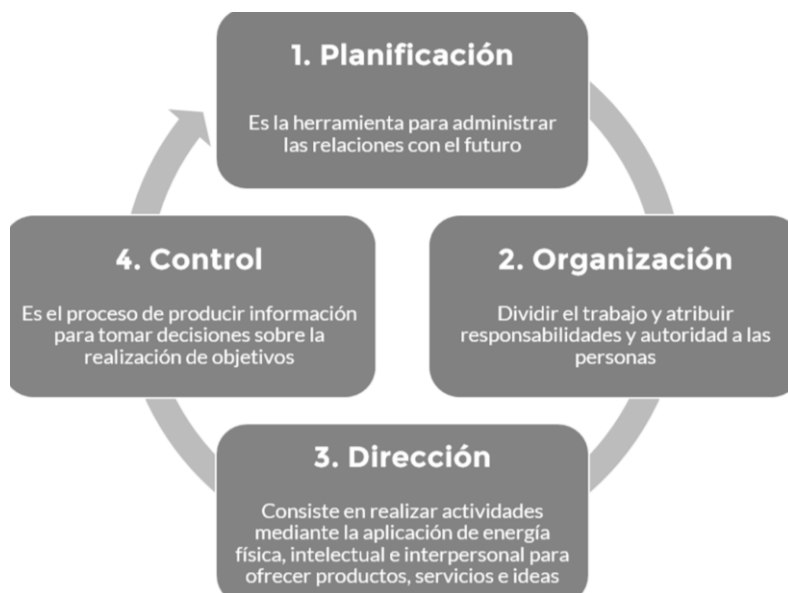 1. Planificación
Es la herramienta para administrar
las relaciones con el futuro
2. Organización
Dividir el trabajo y atribuir
responsabilidades y autoridad a las
personas
3. Dirección
Consiste en realizar actividades
mediante la aplicación de energía
física, intelectual e interpersonal para
ofrecer productos, servicios e ideas
4. Control
Es el proceso de producir información
para tomar decisiones sobre la
realización de objetivos